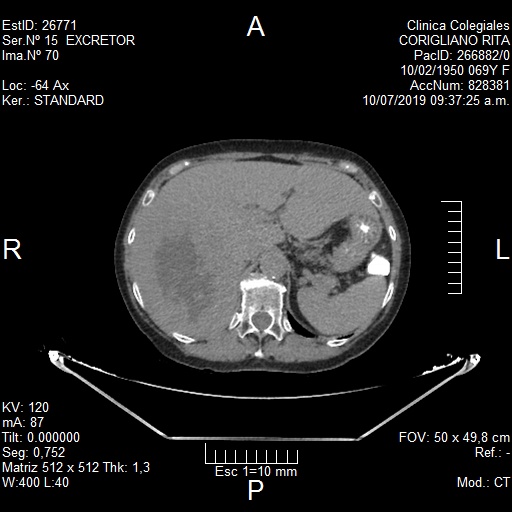 EstID: 26771
Ser.Nº 15 EXCRETOR
Ima.Nº 70
Loc: -64 Ax
Ker.: STANDARD
A
Clinica Colegiales
CORIGLIANO RITA
PacID: 266882/0
10/02/1950 069Y F
AccNum: 828381
10/07/2019 09:37:25 a.m.
R
L
KV: 120
mA: 87
Tilt: 0.000000
Seg: 0,752
Matriz 512 x 512 Thk: 1,3
W:400 L:40
Esc 1=10 mm
P
FOV: 50 x 49,8 cm
Ref.: -
Mod.: CT